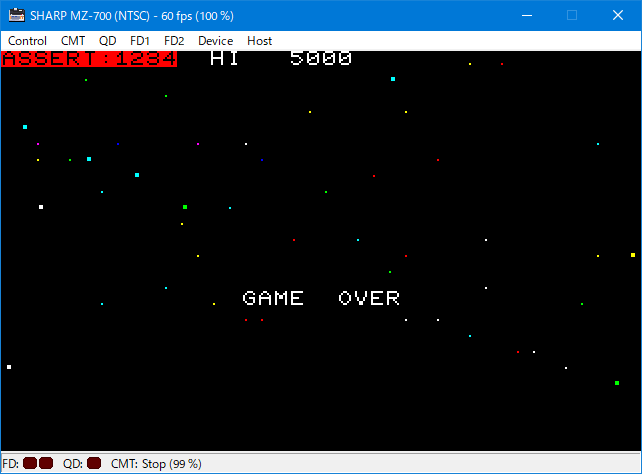 SHARP MZ-700 (NTSC) - 60 fps (100 %)
Control CMT QD FD1 FD2 Device Host
ASSERT:1234 HI 5000
GAME OVER
FD: QD: CMT: Stop (99 %)